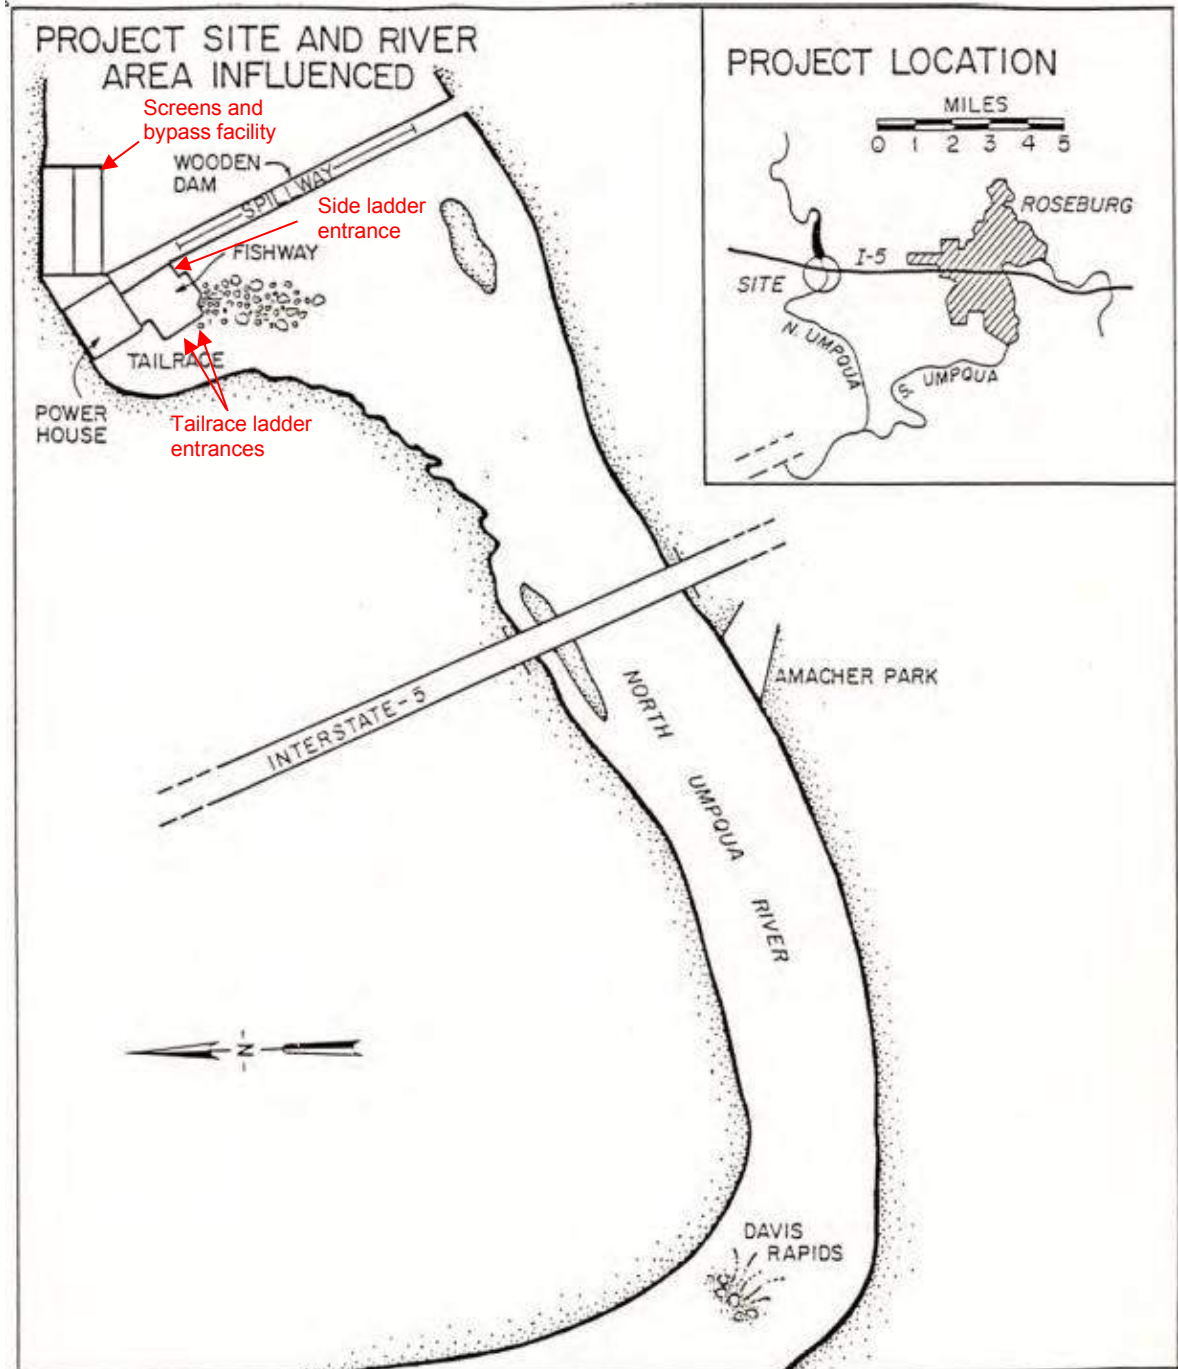 PROJECT SITE AND RIVER
AREA INFLUENCED
Screens and
bypass facility
WOODEN
DAM
SPILLWAY
Side ladder
entrance
FISHWAY
TAILRACE
POWER
HOUSE
Tailrace ladder
entrances
PROJECT LOCATION
MILES
0 1 2 3 4 5
ROSEBURG
I-5
SITE
N. UMPQUA
S. UMPQUA
INTERSTATE-5
AMACHER PARK
NORTH
UMPQUA
RIVER
-N-
DAVIS
RAPIDS